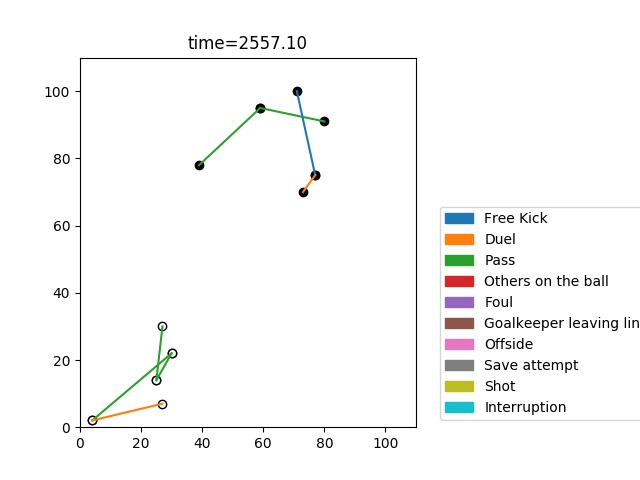 time=2557.10
100
80
60
40
20
0
0 20 40 60 80 100
Free Kick
Duel
Pass
Others on the ball
Foul
Goalkeeper leaving lin
Offside
Save attempt
Shot
Interruption